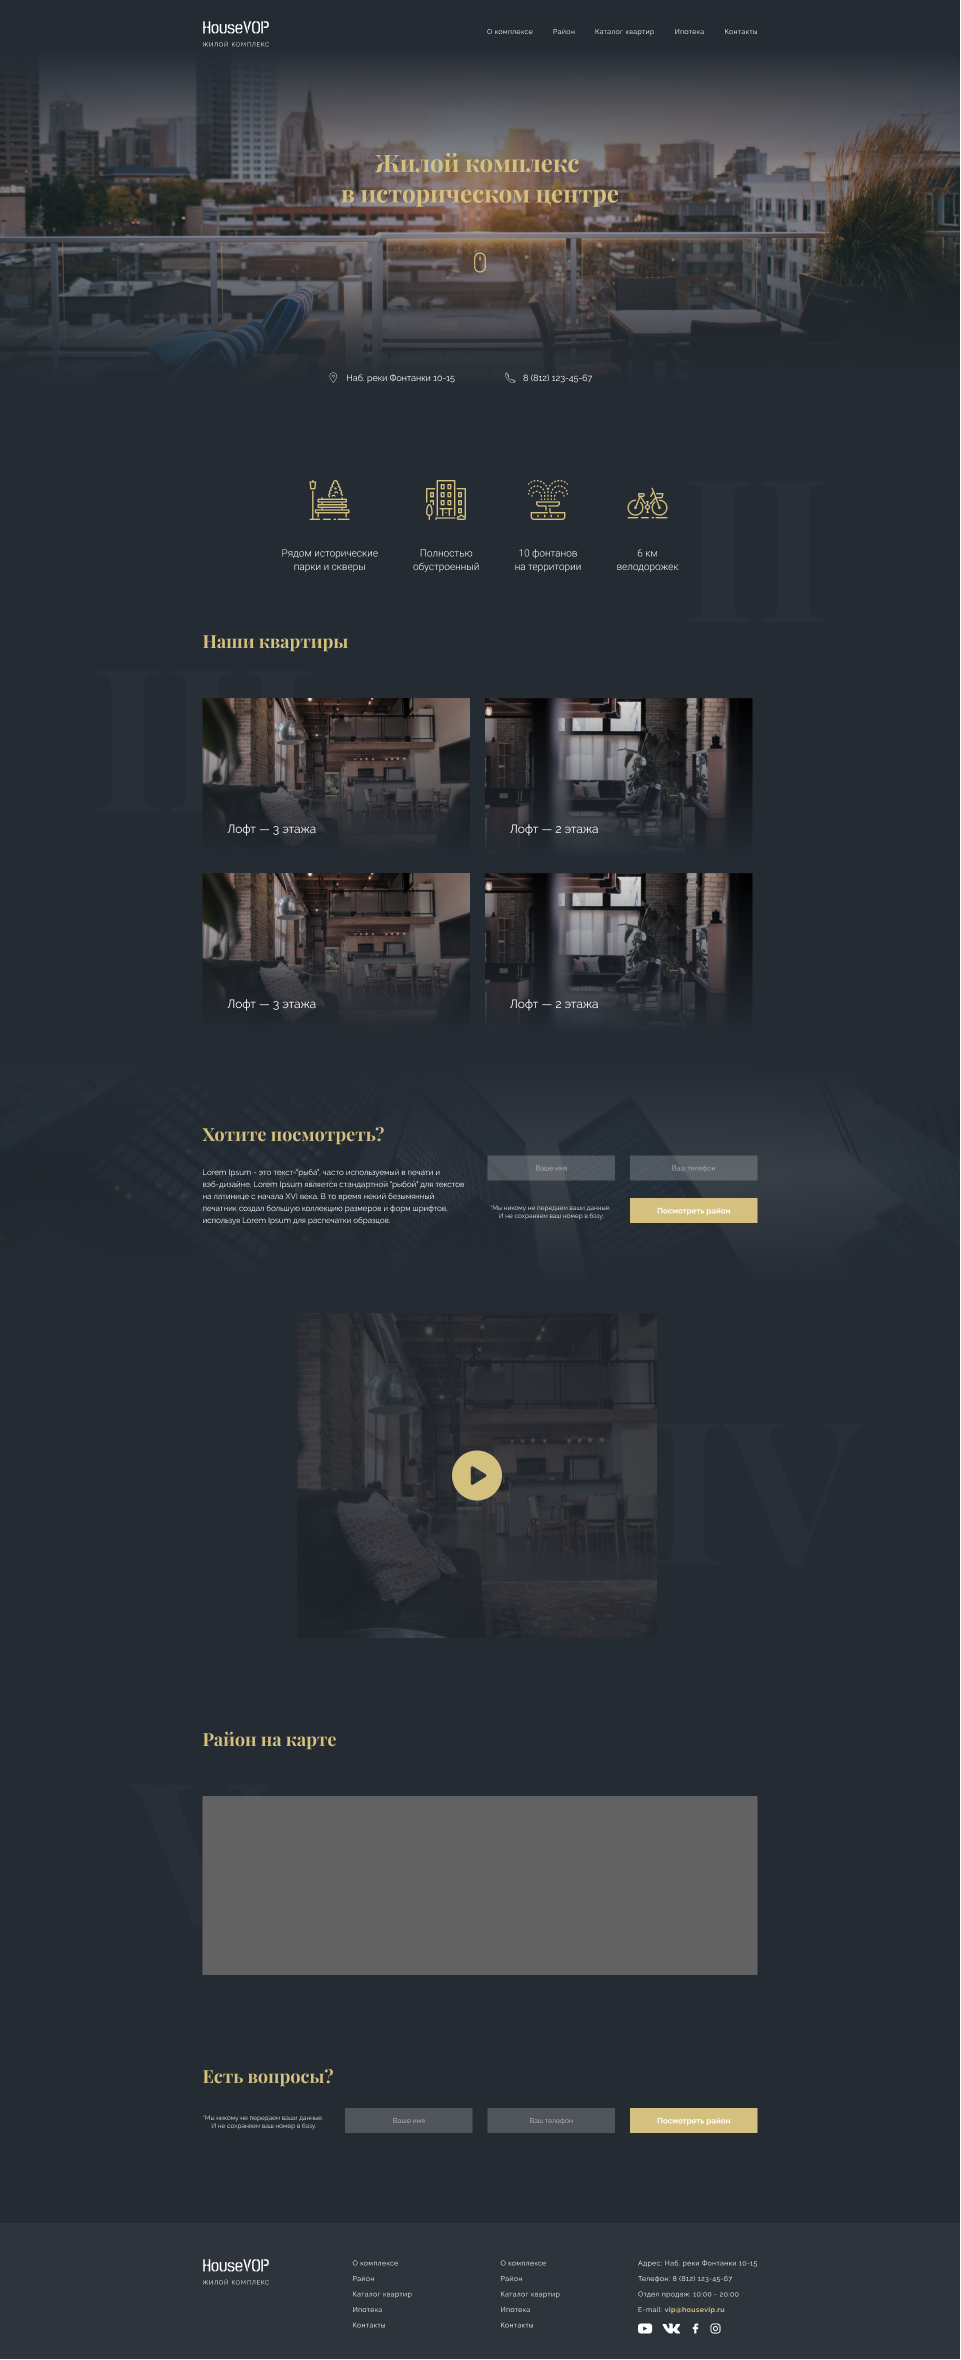 HouseVOP
ЖИЛОЙ КОМПЛЕКС
О комплексе
Район
Каталог квартир
Ипотека
Контакты
Жилой комплекс
в историческом центре
Наб. реки Фонтанки 10-15
8 (812) 123-45-67
Рядом исторические
парки и скверы
Полностью
обустроенный
10 фонтанов
на территории
6 км
велодорожек
II
Наши квартиры
III
Лофт — 3 этажа
Лофт — 2 этажа
Лофт — 3 этажа
Лофт — 2 этажа
Хотите посмотреть?
Lorem Ipsum - это текст-"рыба", часто используемый в печати и
вэб-дизайне. Lorem Ipsum является стандартной "рыбой" для текстов
на латинице с начала XVI века. В то время некий безымянный
печатник создал большую коллекцию размеров и форм шрифтов,
используя Lorem Ipsum для распечатки образцов.
Ваше имя
Ваш телефон
*Мы никому не передаем ваши данные.
И не сохраняем ваш номер в базу.
Посмотреть район
IV
Район на карте
V
Есть вопросы?
*Мы никому не передаем ваши данные.
И не сохраняем ваш номер в базу.
Ваше имя
Ваш телефон
Посмотреть район
HouseVOP
ЖИЛОЙ КОМПЛЕКС
О комплексе
Район
Каталог квартир
Ипотека
Контакты
О комплексе
Район
Каталог квартир
Ипотека
Контакты
Адрес: Наб. реки Фонтанки 10-15
Телефон: 8 (812) 123-45-67
Отдел продаж: 10:00 - 20:00
E-mail: vip@housevip.ru